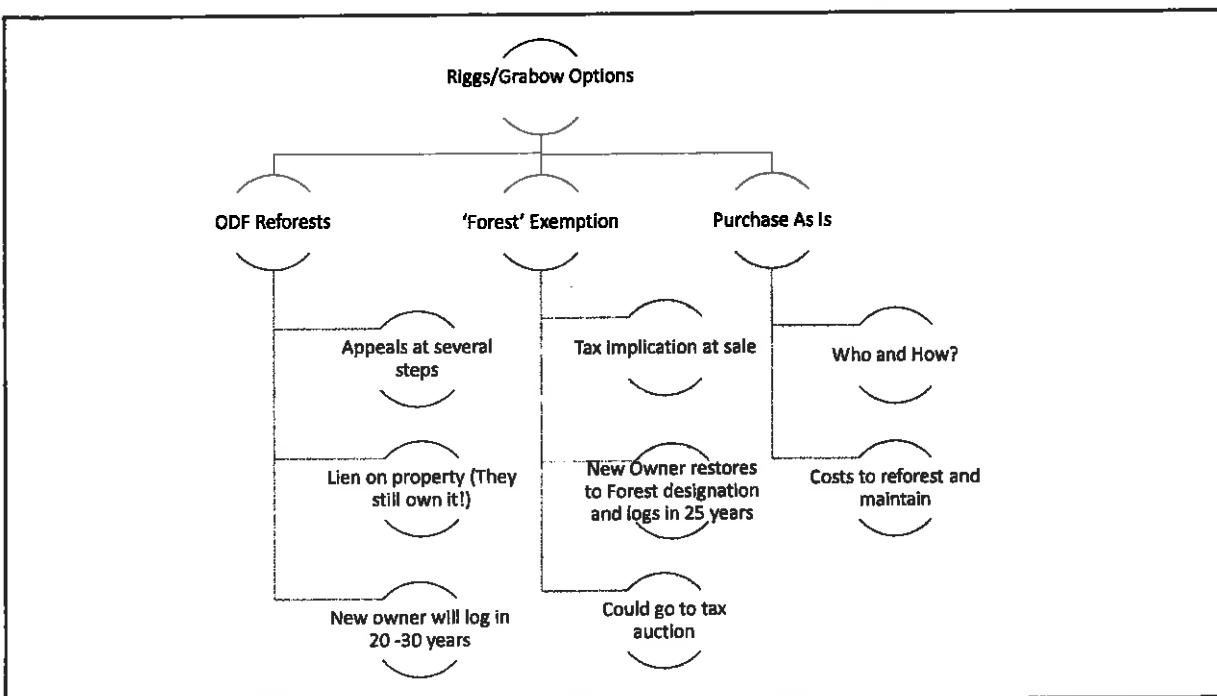 Riggs/Grabow Options
ODF Reforests
'Forest' Exemption
Purchase As Is
Appeals at several
steps
Lien on property (They
still own it!)
New owner will log in
20 -30 years
Tax implication at sale
New Owner restores
to Forest designation
and logs in 25 years
Could go to tax
auction
Who and How?
Costs to reforest and
maintain